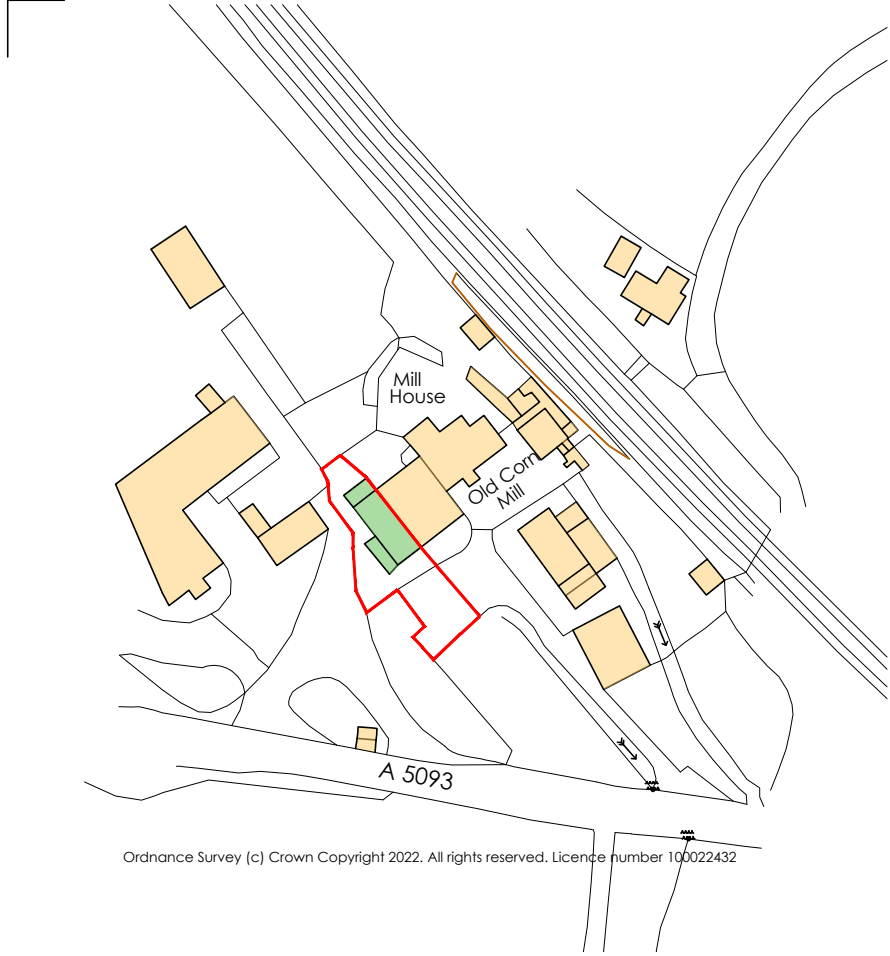 Mill
House
Old Corn
Mill
A 5093
Ordnance Survey (c) Crown Copyright 2022. All rights reserved. Licence number 100022432